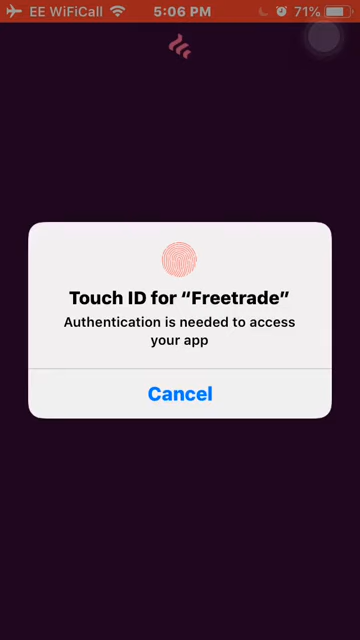 EE WiFiCall 5:06 PM 71%
Touch ID for “Freetrade”
Authentication is needed to access
your app
Cancel